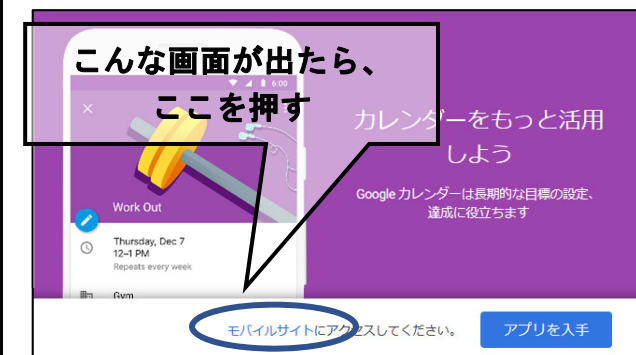 こんな画面が出たら、
ここを押す
6:00
カレンダーをもっと活用
しよう
Work Out
Google カレンダーは長期的な目標の設定、
達成に役立ちます
Thursday, Dec 7
12–1 PM
Repeats every week
Gym
モバイルサイトにアクセスしてください。
アプリを入手